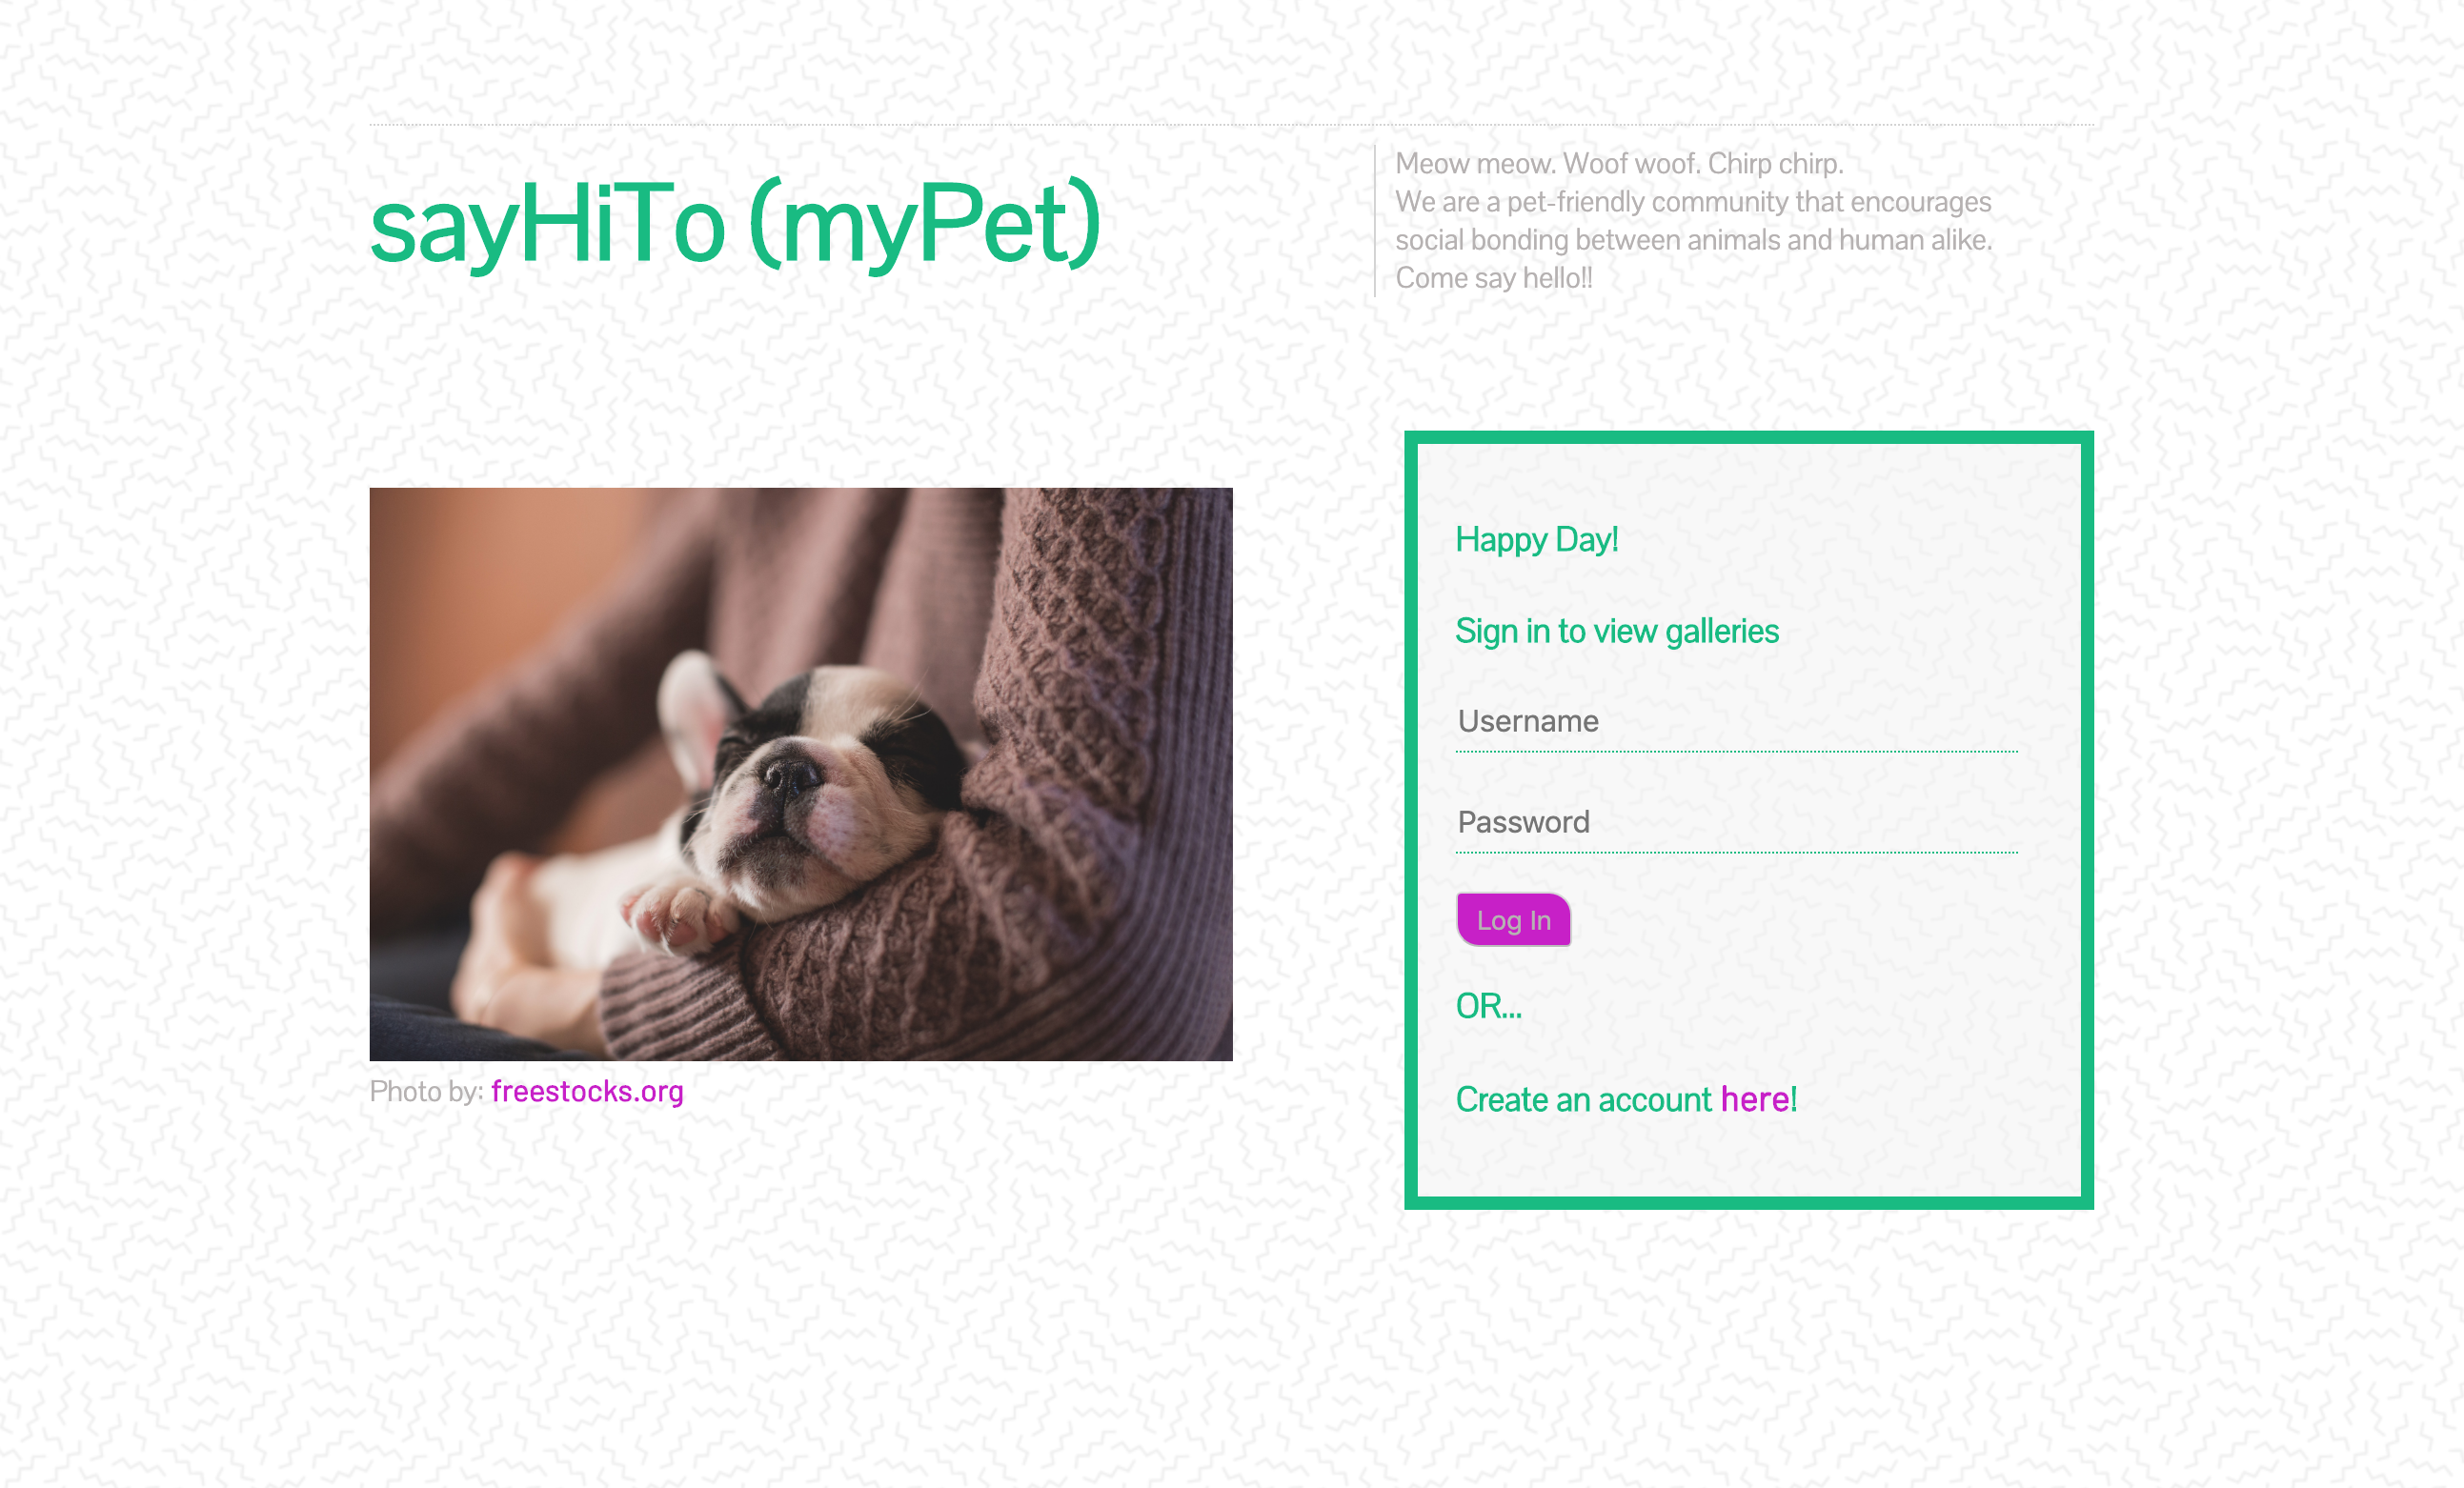 sayHiTo (myPet)
Meow meow. Woof woof. Chirp chirp.
We are a pet-friendly community that encourages
social bonding between animals and human alike.
Come say hello!!
Photo by: freestocks.org
Happy Day!
Sign in to view galleries
Username
Password
Log In
OR...
Create an account here!